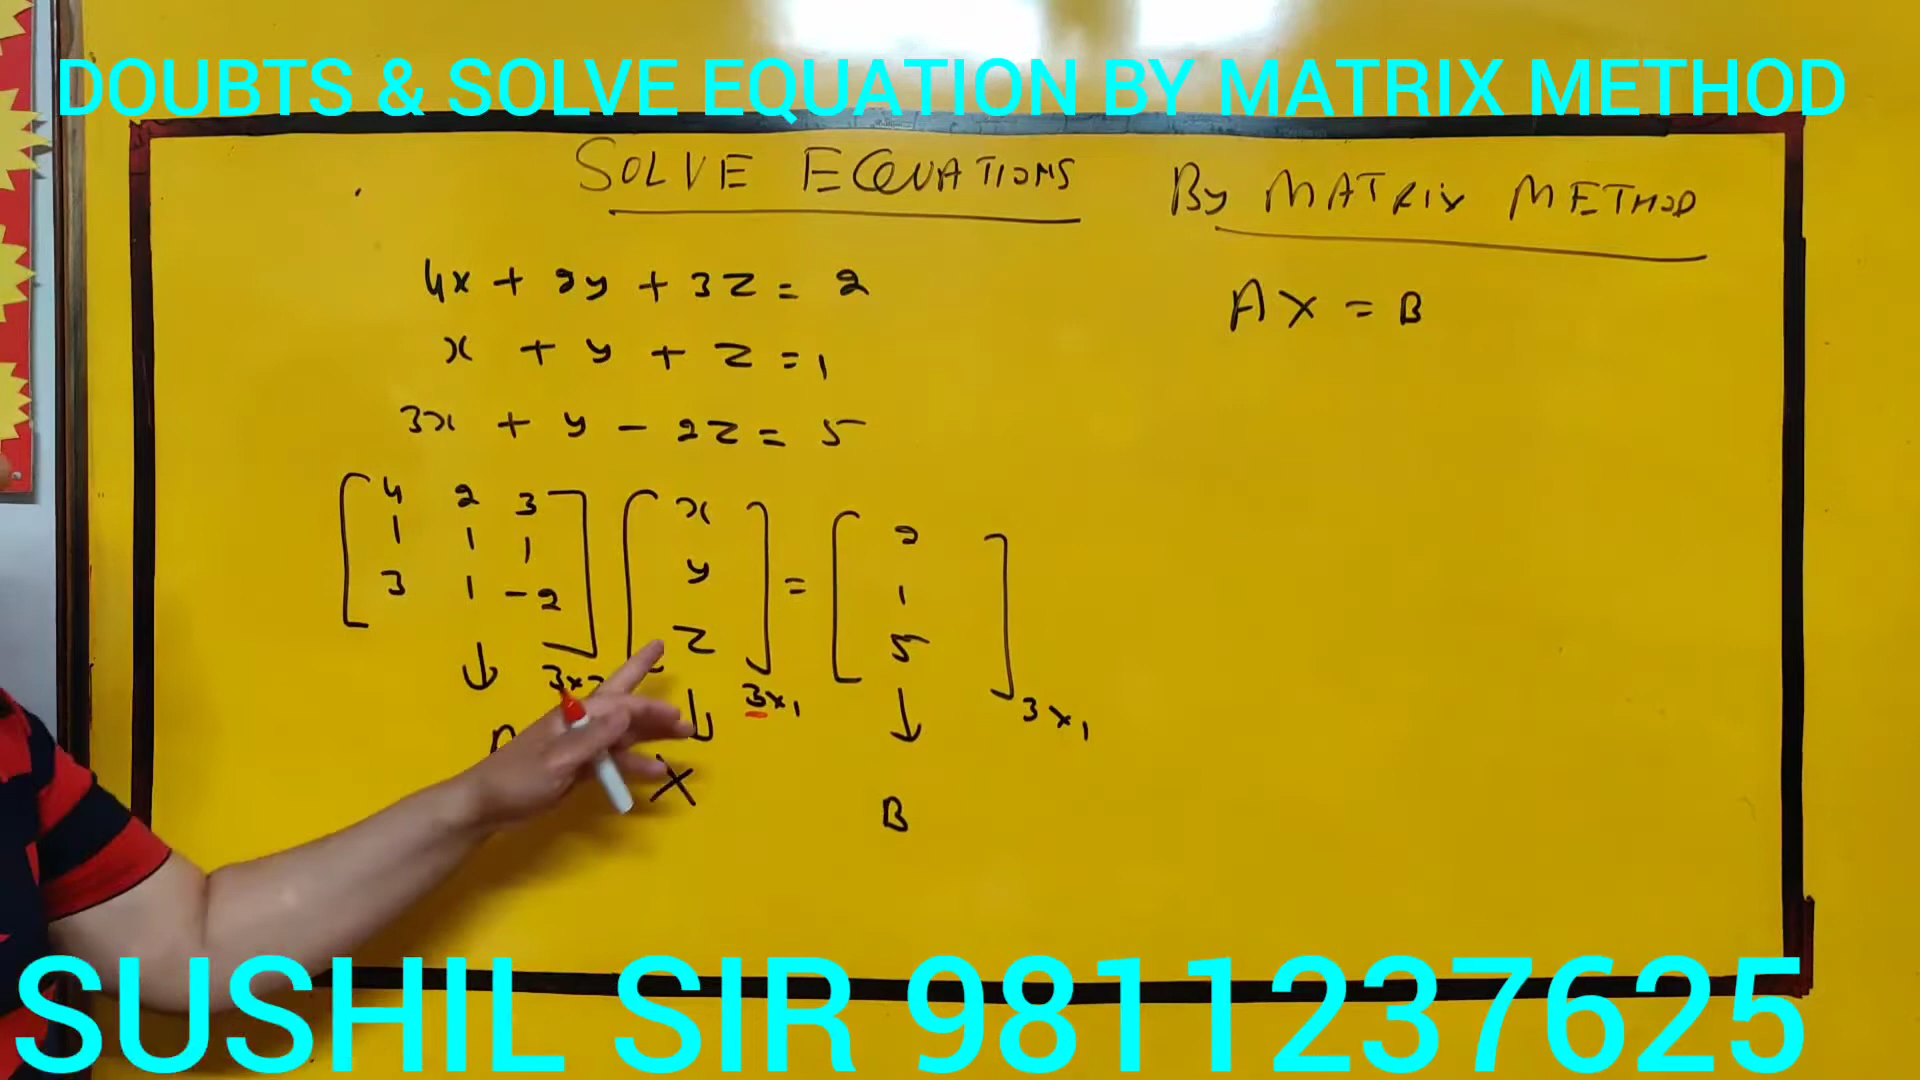 DOUBTS & SOLVE EQUATION BY MATRIX METHOD
SOLVE EQUATIONS By MATRIX METHOD
4x + 2y + 3z = 2
x + y + z = 1
3x + y - 2z = 5
AX = B
4 2 3
1 1 1
3 1 -2
x
y
z
=
2
1
5
3x
3x1
3x1
X
B
SUSHIL SIR 9811237625